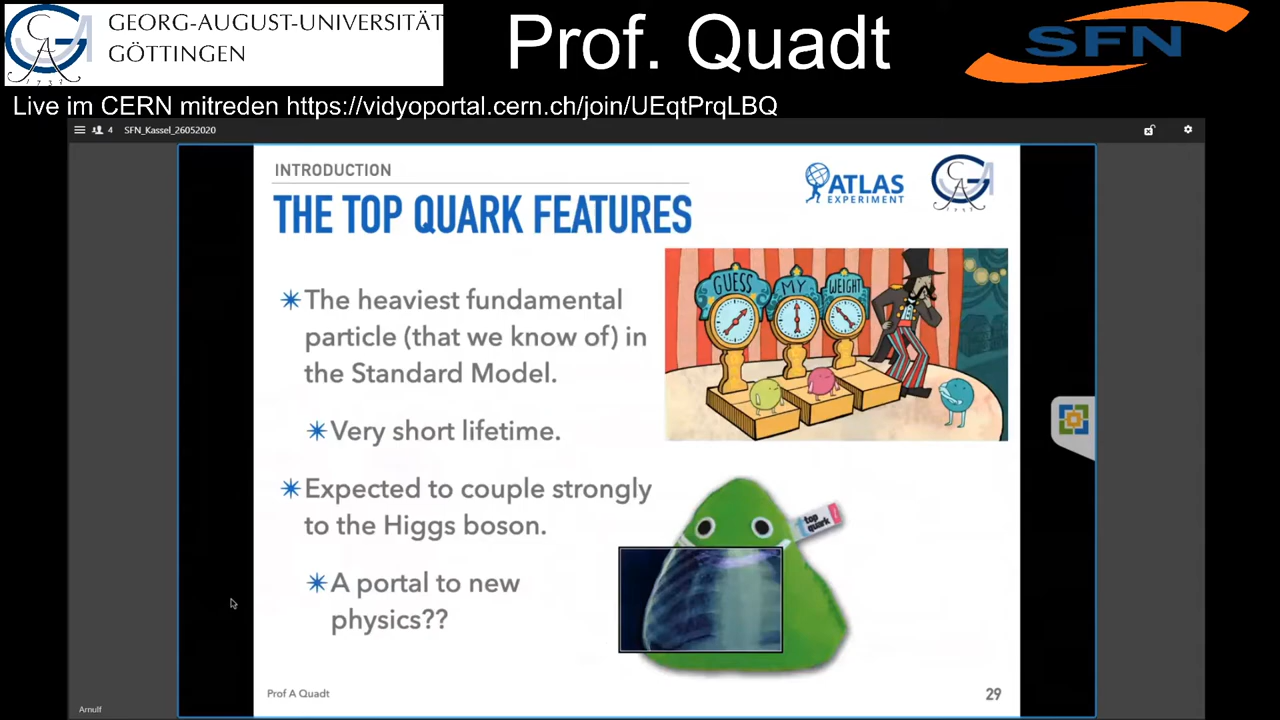 GEORG-AUGUST-UNIVERSITÄT
GÖTTINGEN
Prof. Quadt
SFN
Live im CERN mitreden https://vidyoportal.cern.ch/join/UEqtPrqLBQ
4 SFN_Kassel_26052020
INTRODUCTION
THE TOP QUARK FEATURES
ATLAS
EXPERIMENT
GUESS MY WEIGHT
The heaviest fundamental
particle (that we know of) in
the Standard Model.
Very short lifetime.
Expected to couple strongly
to the Higgs boson.
top
quark
A portal to new
physics??
Prof A Quadt
29
Arnulf